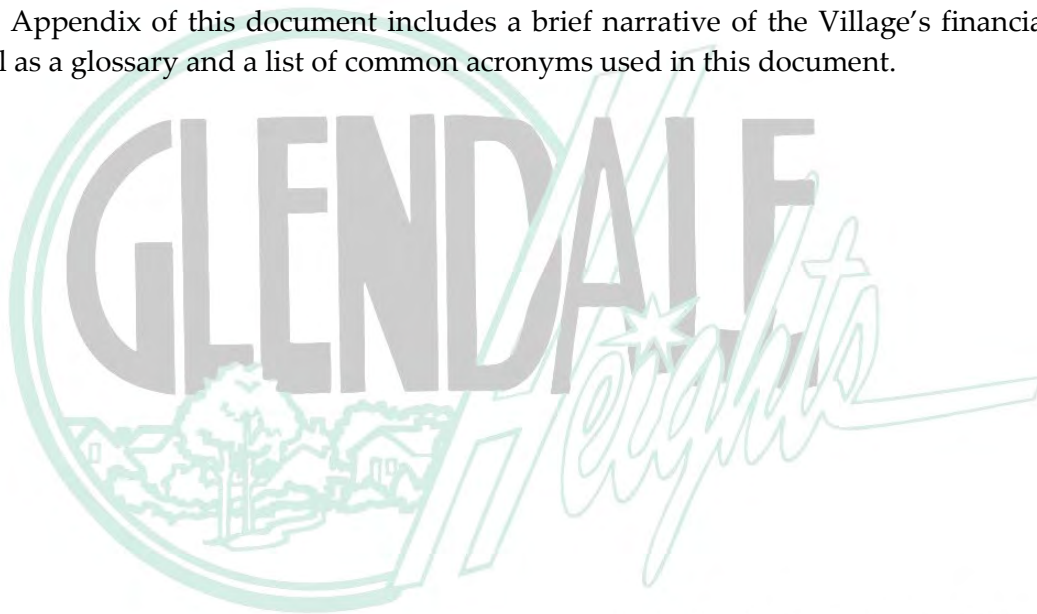 Appendix of this document includes a brief narrative of the Village’s financia
l as a glossary and a list of common acronyms used in this document.
GLENDALE
Heights